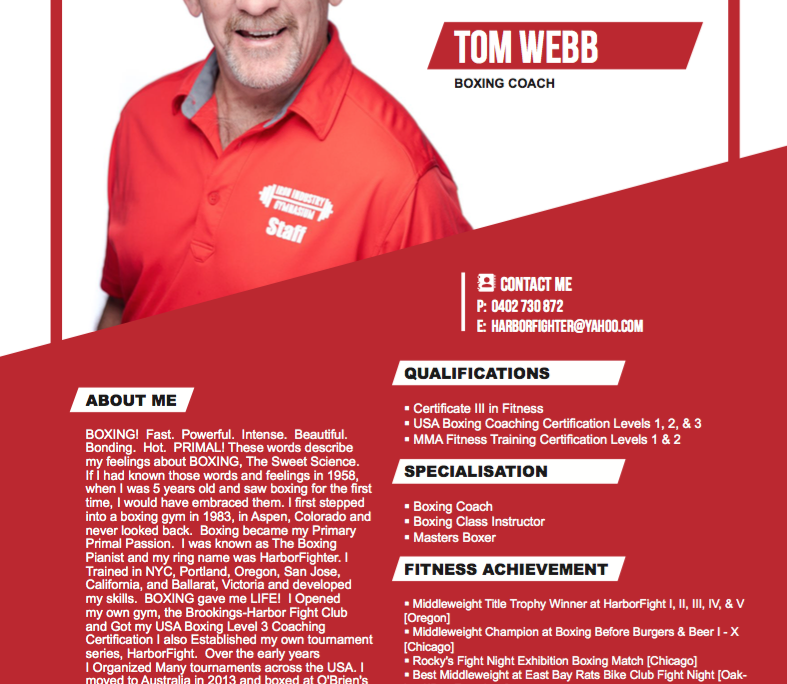 TOM WEBB
BOXING COACH
IRON INDUSTRY
GYMNASIUM
Staff
CONTACT ME
P: 0402 730 872
E: HARBORFIGHTER@YAHOO.COM
ABOUT ME
BOXING! Fast. Powerful. Intense. Beautiful.
Bonding. Hot. PRIMAL! These words describe
my feelings about BOXING, The Sweet Science.
If I had known those words and feelings in 1958,
when I was 5 years old and saw boxing for the first
time, I would have embraced them. I first stepped
into a boxing gym in 1983, in Aspen, Colorado and
never looked back. Boxing became my Primary
Primal Passion. I was known as The Boxing
Pianist and my ring name was HarborFighter. I
Trained in NYC, Portland, Oregon, San Jose,
California, and Ballarat, Victoria and developed
my skills. BOXING gave me LIFE! I Opened
my own gym, the Brookings-Harbor Fight Club
and Got my USA Boxing Level 3 Coaching
Certification I also Established my own tournament
series, HarborFight. Over the early years
I Organized Many tournaments across the USA. I
moved to Australia in 2013 and boxed at O'Brien's
QUALIFICATIONS
▪ Certificate III in Fitness
▪ USA Boxing Coaching Certification Levels 1, 2, & 3
▪ MMA Fitness Training Certification Levels 1 & 2
SPECIALISATION
▪ Boxing Coach
▪ Boxing Class Instructor
▪ Masters Boxer
FITNESS ACHIEVEMENT
▪ Middleweight Title Trophy Winner at HarborFight I, II, III, IV, & V
[Oregon]
▪ Middleweight Champion at Boxing Before Burgers & Beer I - X
[Chicago]
▪ Rocky's Fight Night Exhibition Boxing Match [Chicago]
▪ Best Middleweight at East Bay Rats Bike Club Fight Night [Oak-